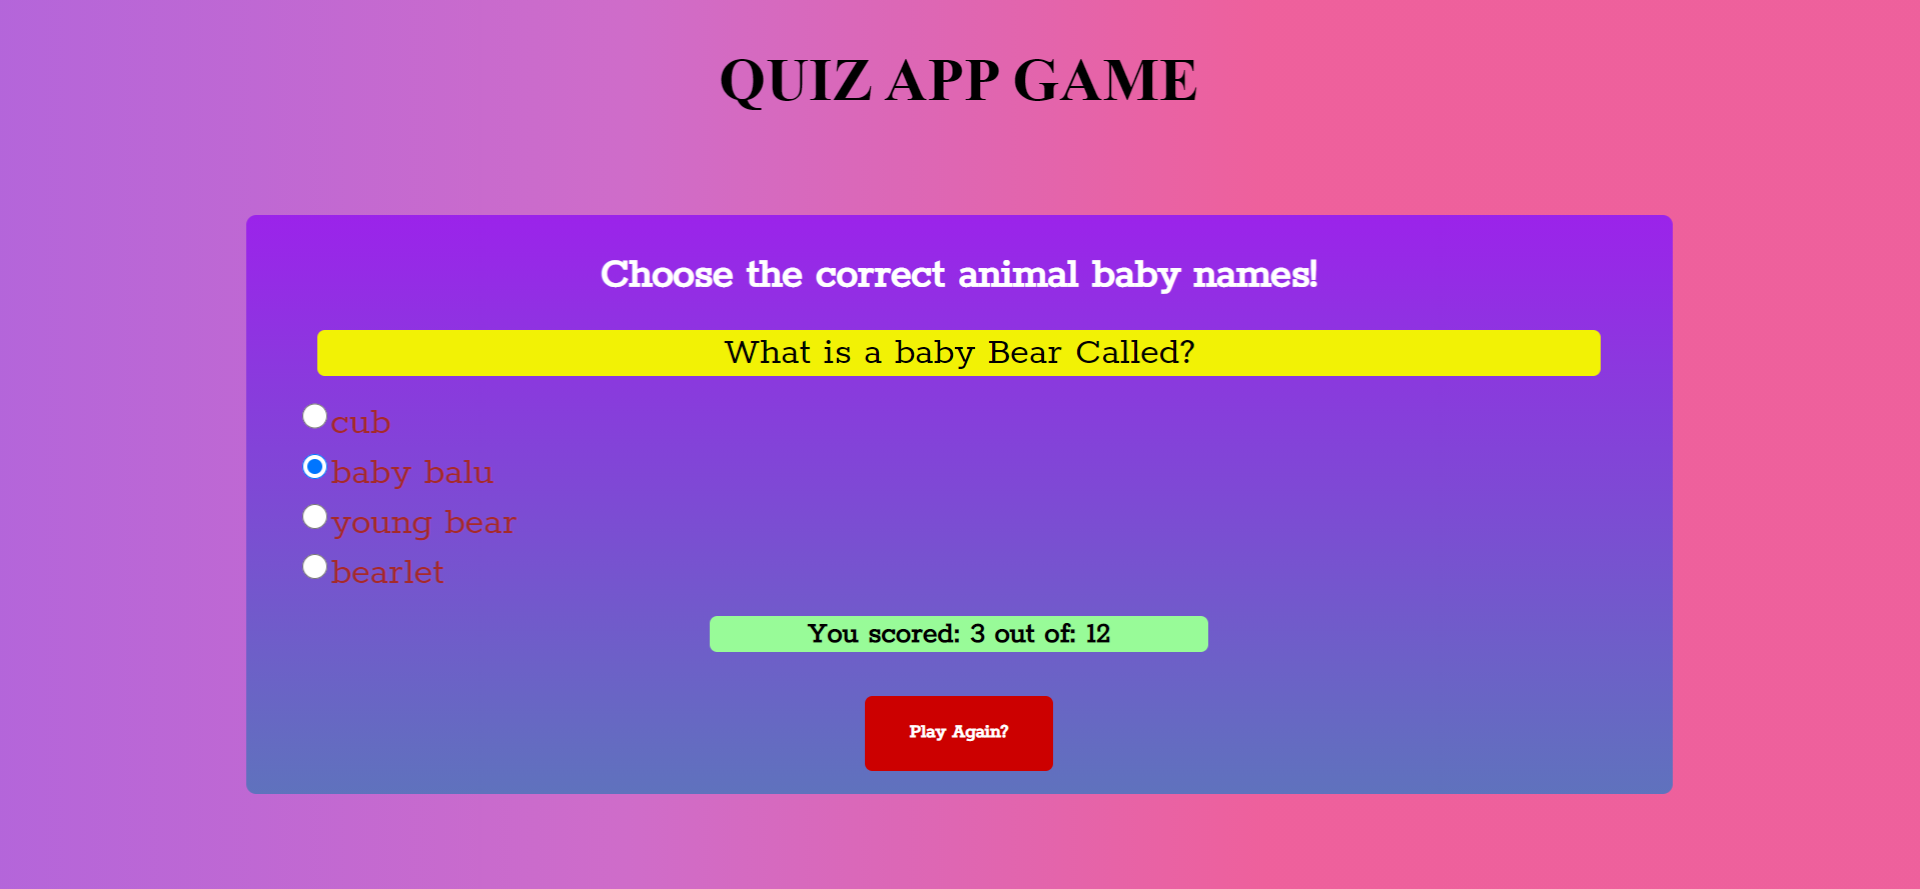 QUIZ APP GAME
Choose the correct animal baby names!
What is a baby Bear Called?
cub
baby balu
young bear
bearlet
You scored: 3 out of: 12
Play Again?